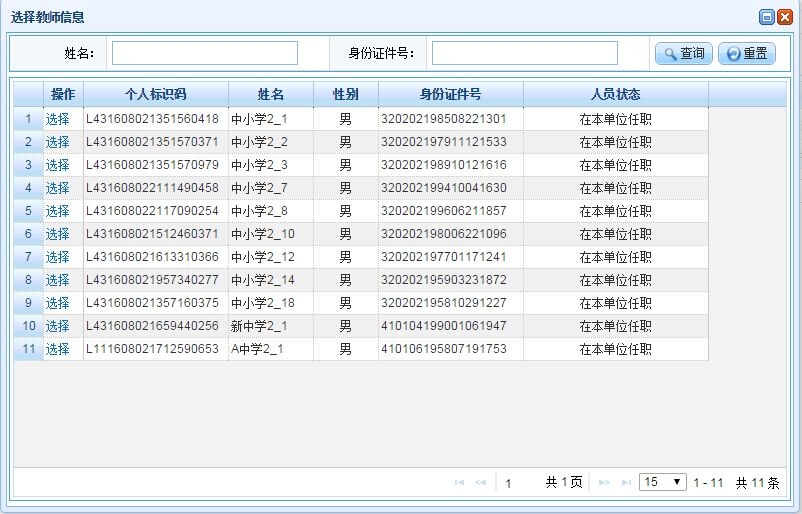 选择教师信息
姓名： 身份证件号： 查询 重置
操作 个人标识码 姓名 性别 身份证件号 人员状态
1 选择 L431608021351560418 中小学2_1 男 320202198508221301 在本单位任职
2 选择 L431608021351570371 中小学2_2 男 320202197911121533 在本单位任职
3 选择 L431608021351570979 中小学2_3 男 320202198910121616 在本单位任职
4 选择 L431608022111490458 中小学2_7 男 320202199410041630 在本单位任职
5 选择 L431608022117090254 中小学2_8 男 320202199606211857 在本单位任职
6 选择 L431608021512460371 中小学2_10 男 320202198006221096 在本单位任职
7 选择 L431608021613310366 中小学2_12 男 320202197701171241 在本单位任职
8 选择 L431608021957340277 中小学2_14 男 320202195903231872 在本单位任职
9 选择 L431608021357160375 中小学2_18 男 320202195810291227 在本单位任职
10 选择 L431608021659440256 新中学2_1 男 410104199001061947 在本单位任职
11 选择 L111608021712590653 A中学2_1 男 410106195807191753 在本单位任职
1 共 1 页 15 1 - 11 共 11 条